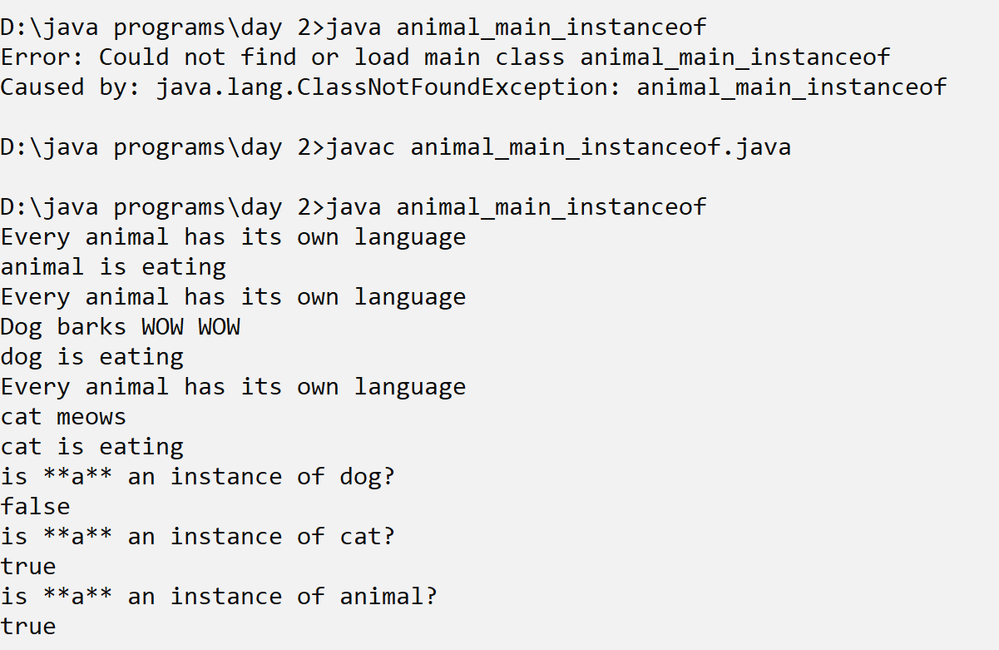 D:\java programs\day 2>java animal_main_instanceof
Error: Could not find or load main class animal_main_instanceof
Caused by: java.lang.ClassNotFoundException: animal_main_instanceof
D:\java programs\day 2>javac animal_main_instanceof.java
D:\java programs\day 2>java animal_main_instanceof
Every animal has its own language
animal is eating
Every animal has its own language
Dog barks WOW WOW
dog is eating
Every animal has its own language
cat meows
cat is eating
is **a** an instance of dog?
false
is **a** an instance of cat?
true
is **a** an instance of animal?
true